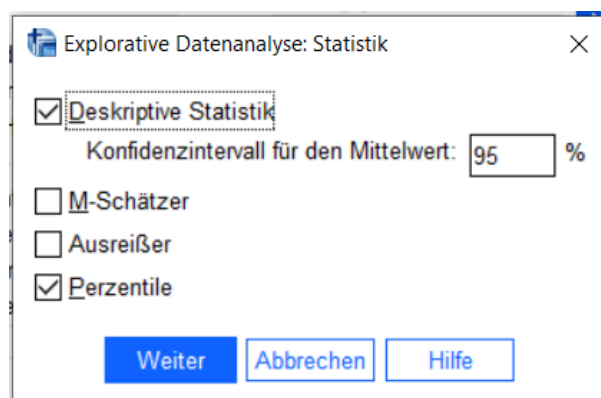 Explorative Datenanalyse: Statistik
Deskriptive Statistik
Konfidenzintervall für den Mittelwert: 95 %
M-Schätzer
Ausreißer
Perzentile
Weiter Abbrechen Hilfe